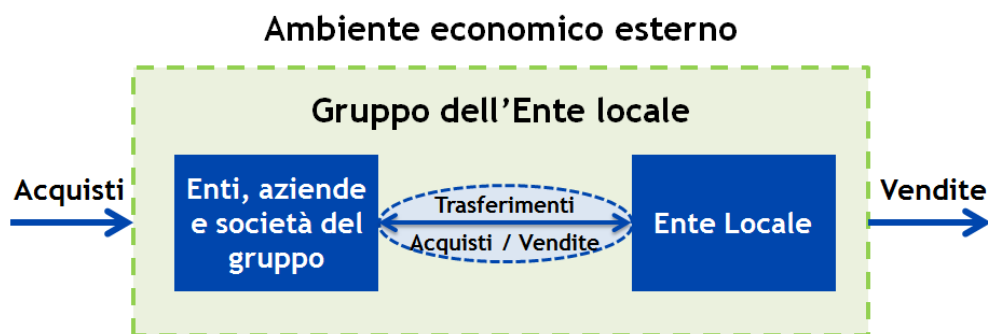 Ambiente economico esterno
Gruppo dell'Ente locale
Acquisti
Enti, aziende
e società del
gruppo
Trasferimenti
Acquisti / Vendite
Ente Locale
Vendite